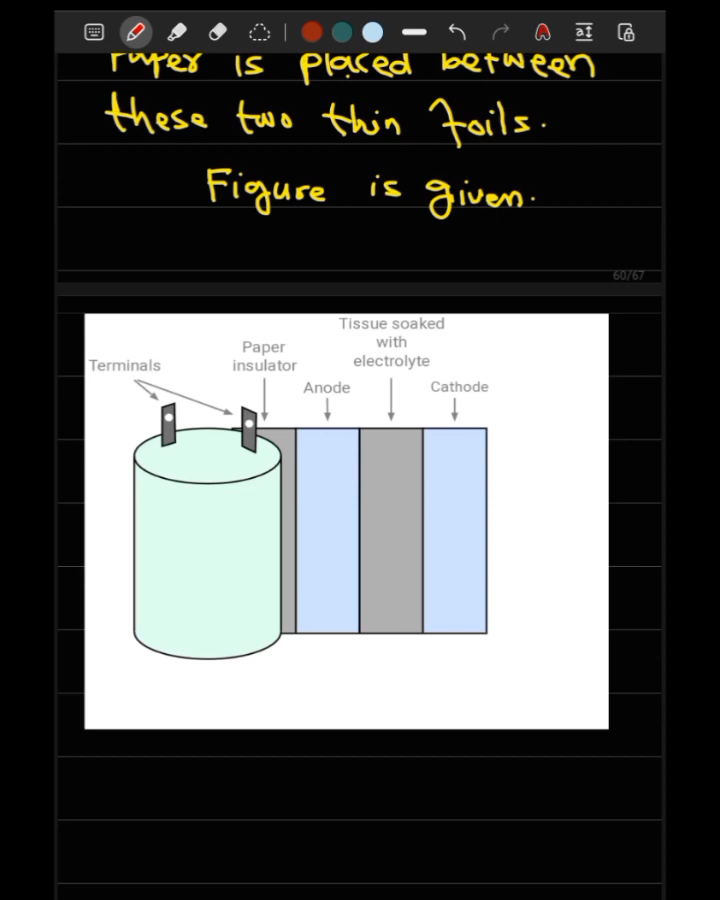 Paper is placed between
these two thin foils.
Figure is given.
60/67
Tissue soaked
with
electrolyte
Paper
insulator
Terminals
Anode
Cathode